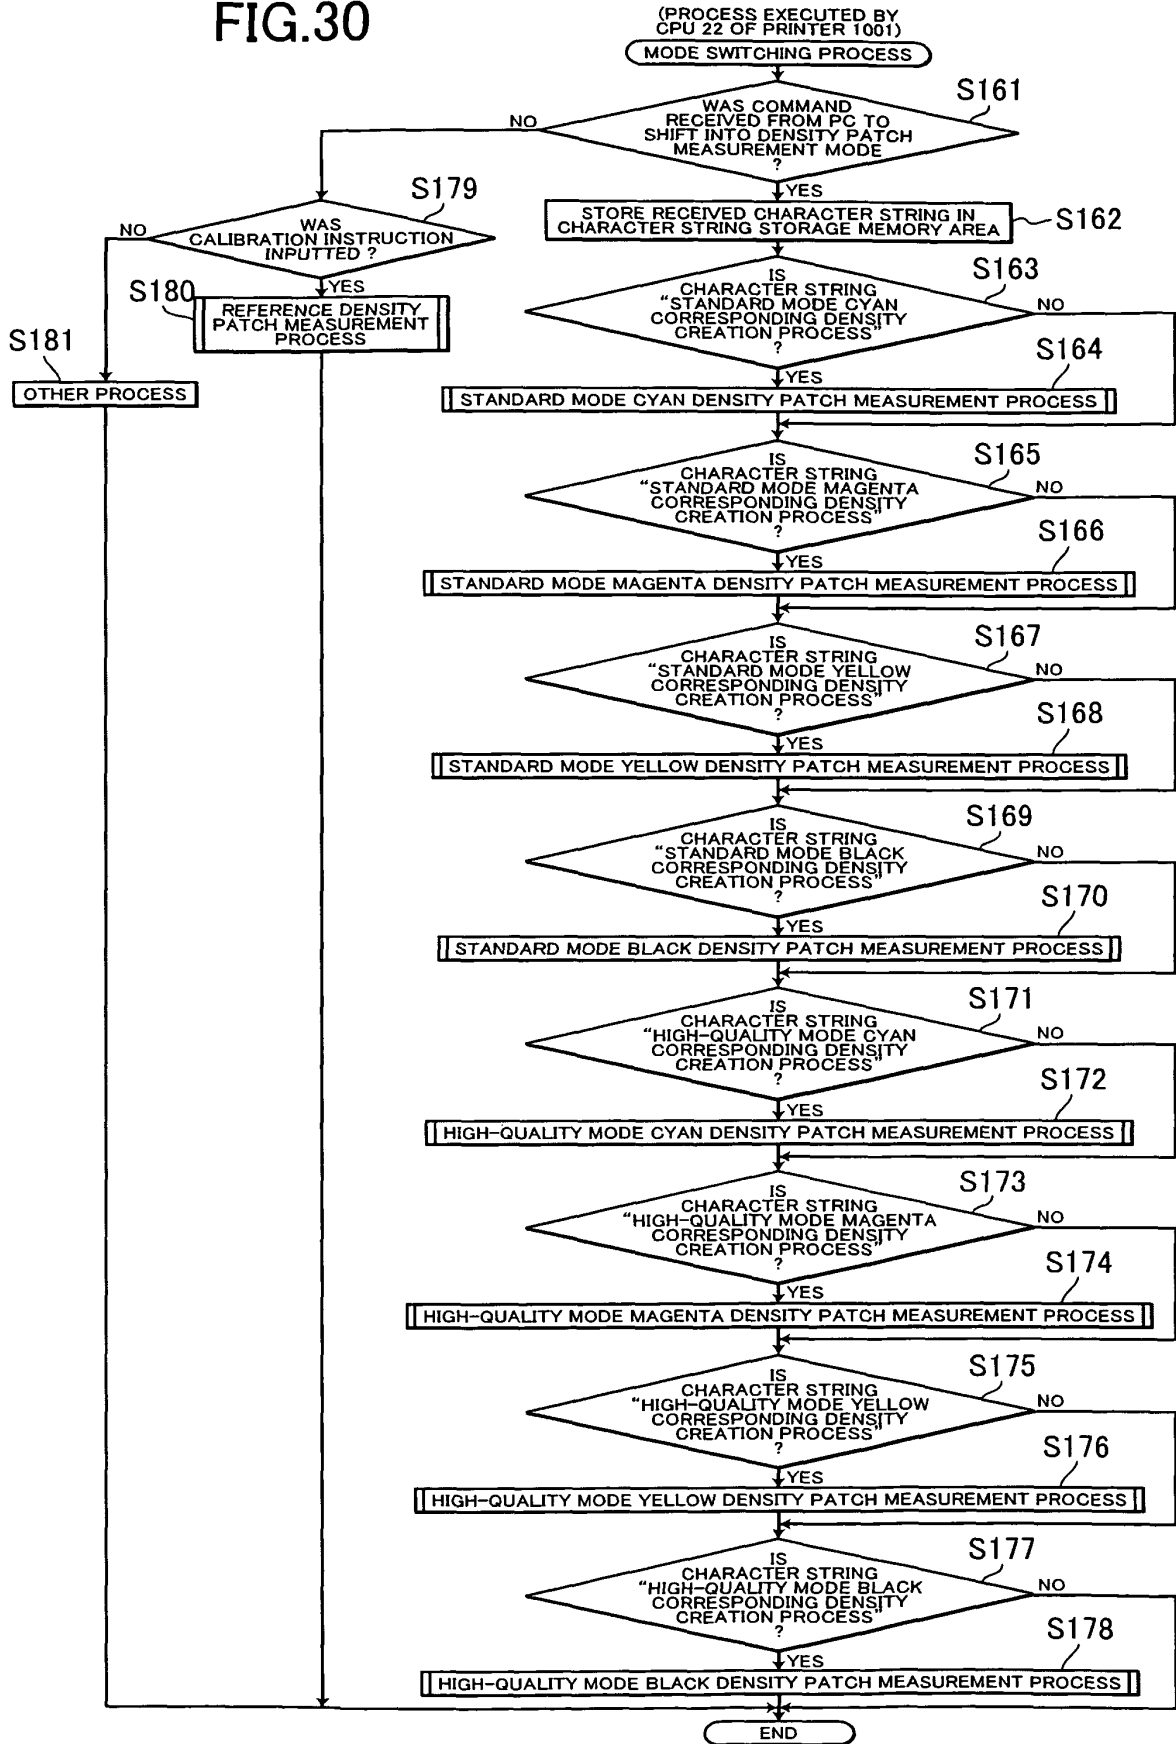 FIG.30
(PROCESS EXECUTED BY
CPU 22 OF PRINTER 1001)
MODE SWITCHING PROCESS
S161
WAS COMMAND
RECEIVED FROM PC TO
SHIFT INTO DENSITY PATCH
MEASUREMENT MODE
?
NO
YES
S179
WAS
CALIBRATION INSTRUCTION
INPUTTED ?
NO
YES
S180
REFERENCE DENSITY
PATCH MEASUREMENT
PROCESS
S181
OTHER PROCESS
STORE RECEIVED CHARACTER STRING IN
CHARACTER STRING STORAGE MEMORY AREA
S162
S163
IS
CHARACTER STRING
"STANDARD MODE CYAN
CORRESPONDING DENSITY
CREATION PROCESS"
?
NO
YES
S164
STANDARD MODE CYAN DENSITY PATCH MEASUREMENT PROCESS
S165
IS
CHARACTER STRING
"STANDARD MODE MAGENTA
CORRESPONDING DENSITY
CREATION PROCESS"
?
NO
YES
S166
STANDARD MODE MAGENTA DENSITY PATCH MEASUREMENT PROCESS
S167
IS
CHARACTER STRING
"STANDARD MODE YELLOW
CORRESPONDING DENSITY
CREATION PROCESS"
?
NO
YES
S168
STANDARD MODE YELLOW DENSITY PATCH MEASUREMENT PROCESS
S169
IS
CHARACTER STRING
"STANDARD MODE BLACK
CORRESPONDING DENSITY
CREATION PROCESS"
?
NO
YES
S170
STANDARD MODE BLACK DENSITY PATCH MEASUREMENT PROCESS
S171
IS
CHARACTER STRING
"HIGH-QUALITY MODE CYAN
CORRESPONDING DENSITY
CREATION PROCESS"
?
NO
YES
S172
HIGH-QUALITY MODE CYAN DENSITY PATCH MEASUREMENT PROCESS
S173
IS
CHARACTER STRING
"HIGH-QUALITY MODE MAGENTA
CORRESPONDING DENSITY
CREATION PROCESS"
?
NO
YES
S174
HIGH-QUALITY MODE MAGENTA DENSITY PATCH MEASUREMENT PROCESS
S175
IS
CHARACTER STRING
"HIGH-QUALITY MODE YELLOW
CORRESPONDING DENSITY
CREATION PROCESS"
?
NO
YES
S176
HIGH-QUALITY MODE YELLOW DENSITY PATCH MEASUREMENT PROCESS
S177
IS
CHARACTER STRING
"HIGH-QUALITY MODE BLACK
CORRESPONDING DENSITY
CREATION PROCESS"
?
NO
YES
S178
HIGH-QUALITY MODE BLACK DENSITY PATCH MEASUREMENT PROCESS
END